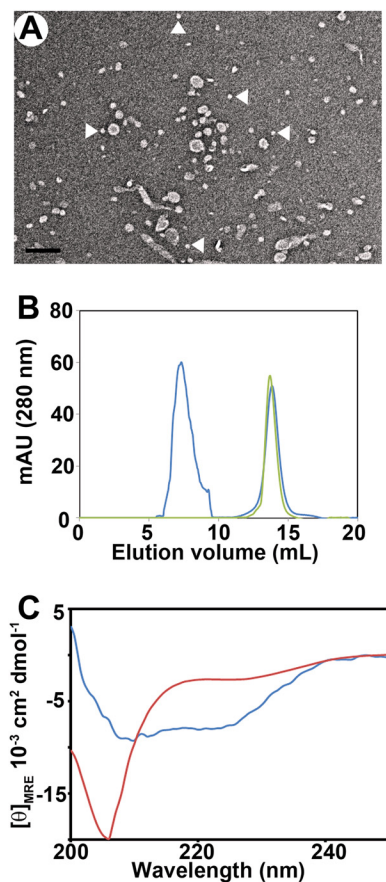 A
B
80
60
40
20
0
mAU (280 nm)
0 5 10 15 20
Elution volume (mL)
C
5
-5
-15
[θ]MRE 10-3 cm2 dmol-1
200 220 240
Wavelength (nm)